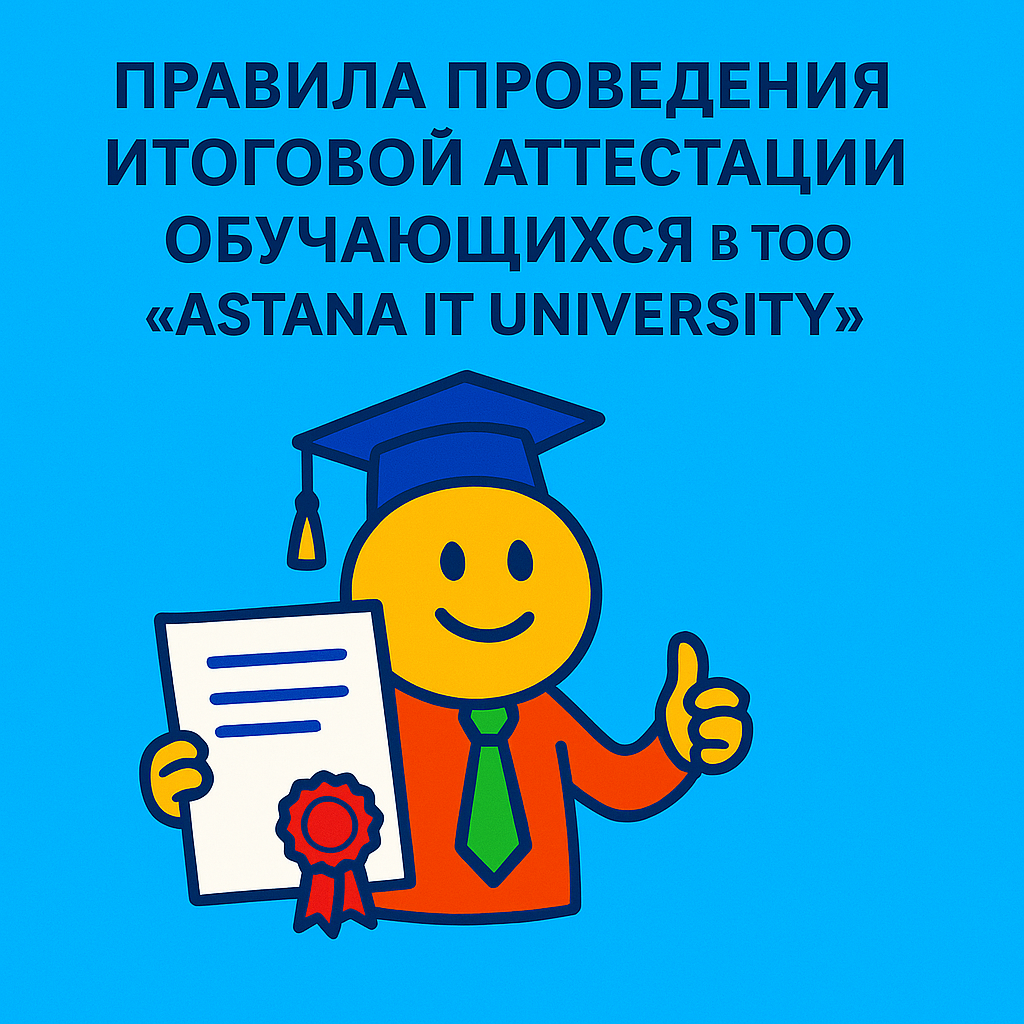 ПРАВИЛА ПРОВЕДЕНИЯ
ИТОГОВОЙ АТТЕСТАЦИИ
ОБУЧАЮЩИХСЯ В ТОО
«ASTANA IT UNIVERSITY»